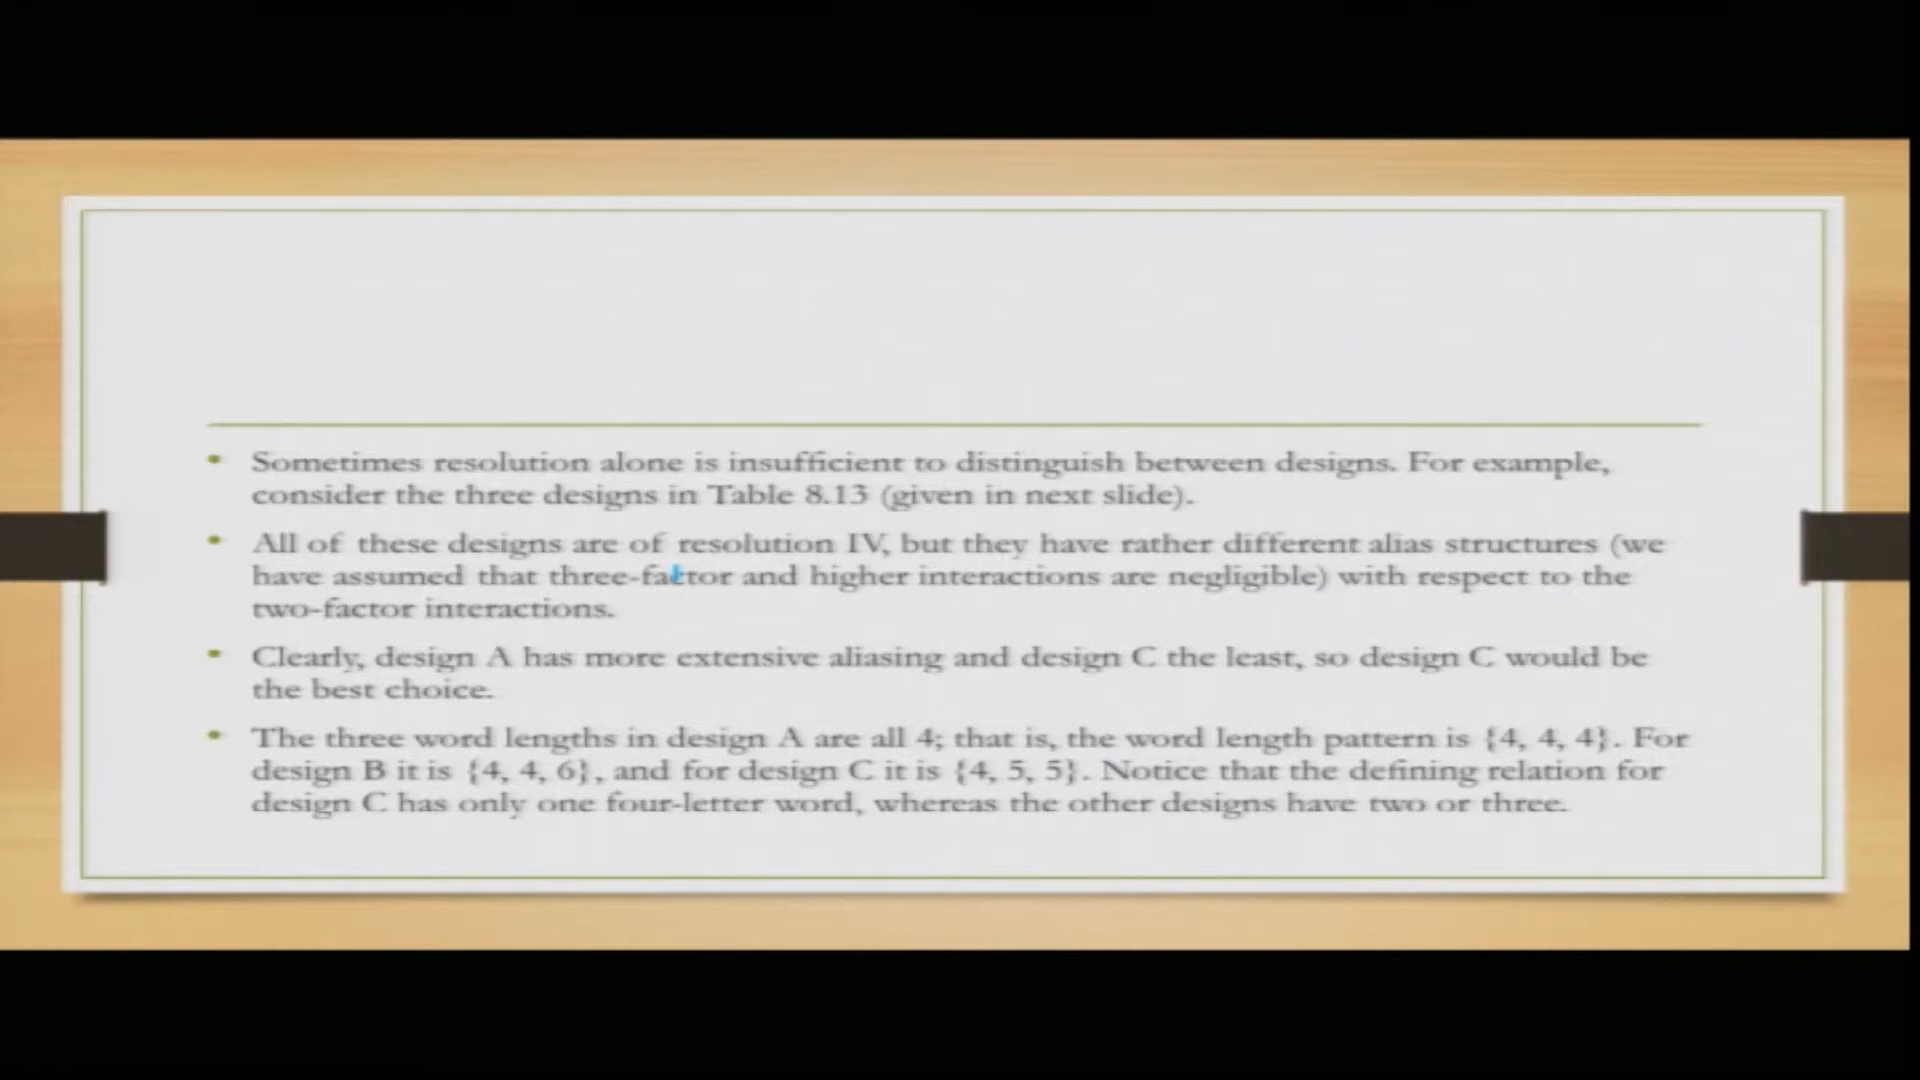 Sometimes resolution alone is insufficient to distinguish between designs. For example,
consider the three designs in Table 8.13 (given in next slide).
All of these designs are of resolution IV, but they have rather different alias structures (we
have assumed that three-factor and higher interactions are negligible) with respect to the
two-factor interactions.
Clearly, design A has more extensive aliasing and design C the least, so design C would be
the best choice.
The three word lengths in design A are all 4; that is, the word length pattern is {4, 4, 4}. For
design B it is {4, 4, 6}, and for design C it is {4, 5, 5}. Notice that the defining relation for
design C has only one four-letter word, whereas the other designs have two or three.